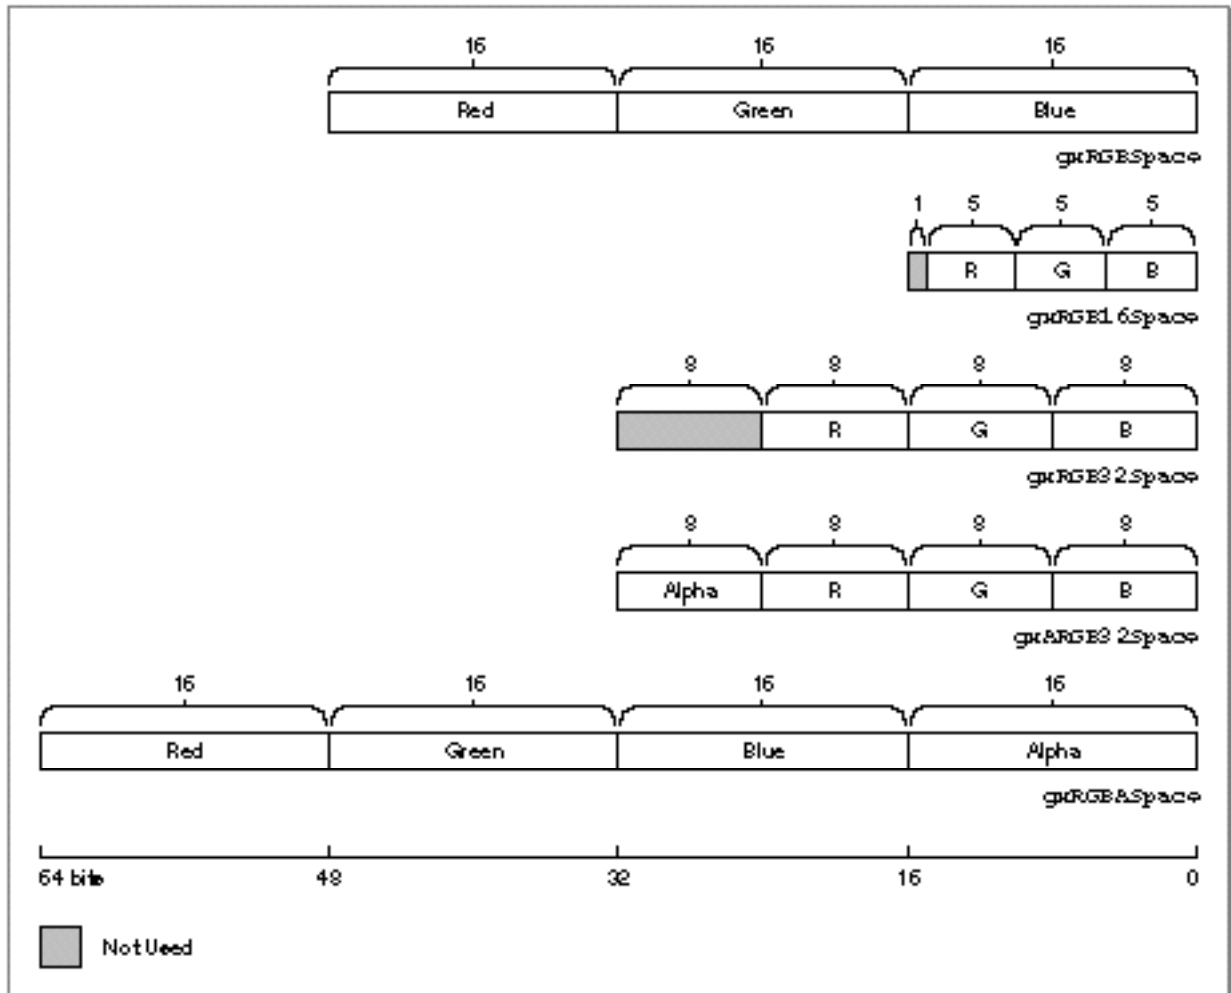 16 16 16
Red Green Blue
gxRGBSpace
1 5 5 5
R G B
gxRGB16Space
8 8 8 8
R G B
gxRGB32Space
8 8 8 8
Alpha R G B
gxARGB32Space
16 16 16 16
Red Green Blue Alpha
gxRGBASpace
64 bits 48 32 16 0
Not Used